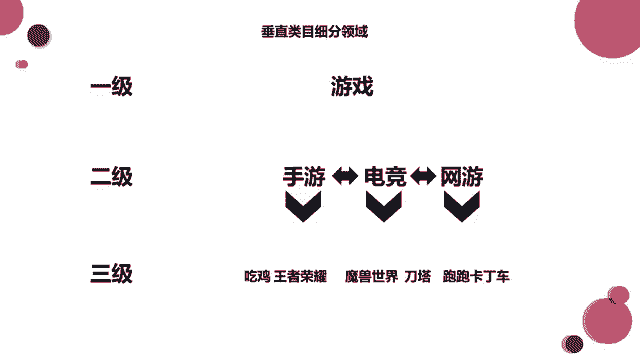 垂直类目细分领域
一级 游戏
二级 手游 电竞 网游
三级 吃鸡 王者荣耀 魔兽世界 刀塔 跑跑卡丁车